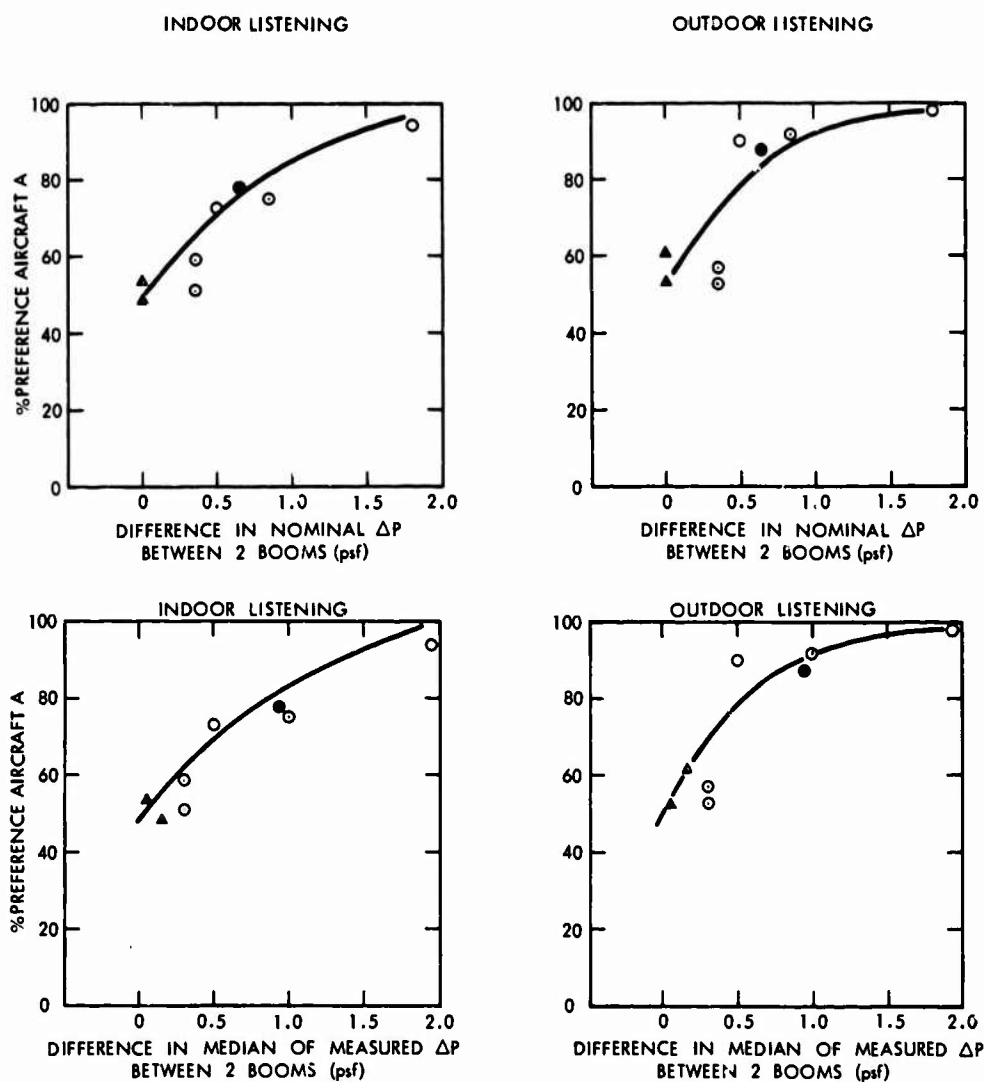 INDOOR LISTENING
OUTDOOR IISTENING
%PREFERENCE AIRCRAFT A
100
80
60
40
20
0
0 0.5 1.0 1.5 2.0
DIFFERENCE IN NOMINAL ΔP
BETWEEN 2 BOOMS (psf)
100
80
60
40
20
0
0 0.5 1.0 1.5 2.0
DIFFERENCE IN NOMINAL ΔP
BETWEEN 2 BOOMS (psf)
INDOOR LISTENING
%PREFERENCE AIRCRAFT A
100
80
60
40
20
0
0 0.5 1.0 1.5 2.0
DIFFERENCE IN MEDIAN OF MEASURED ΔP
BETWEEN 2 BOOMS (psf)
OUTDOOR LISTENING
100
80
60
40
20
0
0 0.5 1.0 1.5 2.0
DIFFERENCE IN MEDIAN OF MEASURED ΔP
BETWEEN 2 BOOMS (psf)